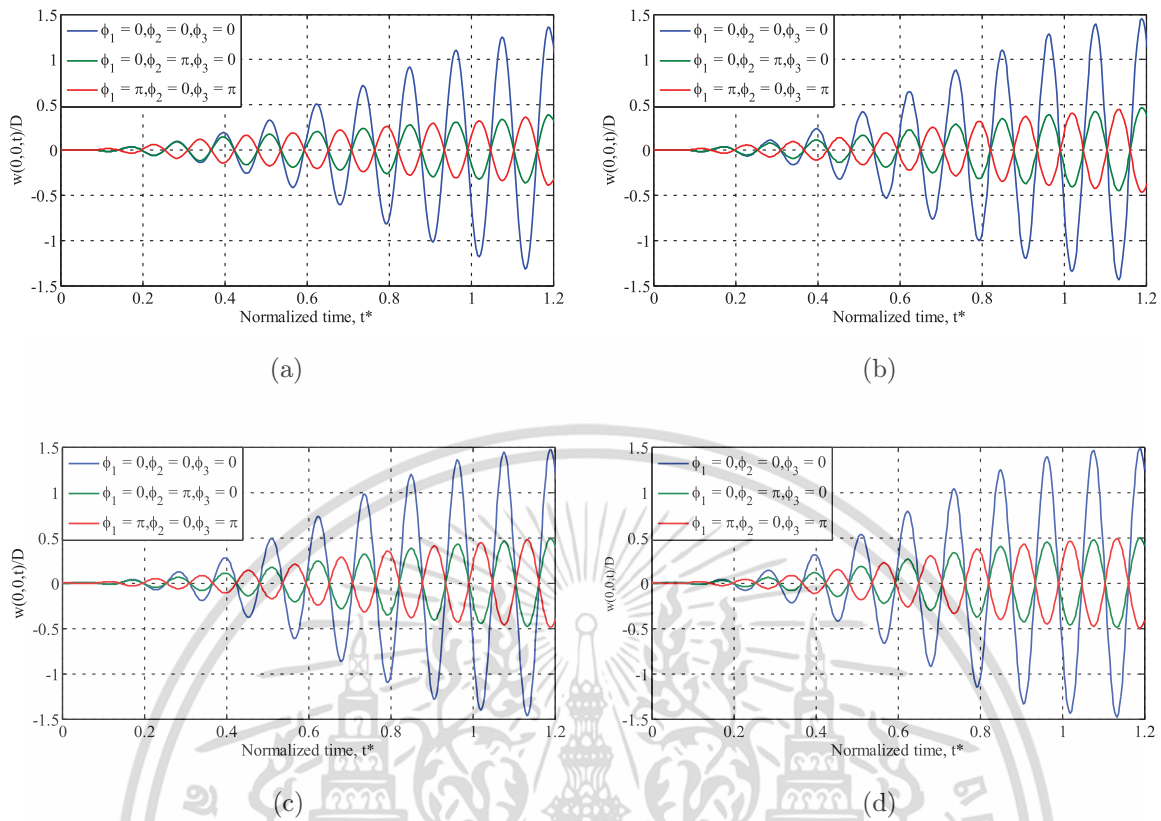 1.5
1
0.5
0
-0.5
-1
-1.5
w(0,0,t)/D
ϕ₁ = 0,ϕ₂ = 0,ϕ₃ = 0
ϕ₁ = 0,ϕ₂ = π,ϕ₃ = 0
ϕ₁ = π,ϕ₂ = 0,ϕ₃ = π
0 0.2 0.4 0.6 0.8 1 1.2
Normalized time, t*
(a)
1.5
1
0.5
0
-0.5
-1
-1.5
w(0,0,t)/D
ϕ₁ = 0,ϕ₂ = 0,ϕ₃ = 0
ϕ₁ = 0,ϕ₂ = π,ϕ₃ = 0
ϕ₁ = π,ϕ₂ = 0,ϕ₃ = π
0 0.2 0.4 0.6 0.8 1 1.2
Normalized time, t*
(b)
1.5
1
0.5
0
-0.5
-1
-1.5
w(0,0,t)/D
ϕ₁ = 0,ϕ₂ = 0,ϕ₃ = 0
ϕ₁ = 0,ϕ₂ = π,ϕ₃ = 0
ϕ₁ = π,ϕ₂ = 0,ϕ₃ = π
0 0.2 0.4 0.6 0.8 1 1.2
Normalized time, t*
(c)
1.5
1
0.5
0
-0.5
-1
-1.5
w(0,0,t)/D
ϕ₁ = 0,ϕ₂ = 0,ϕ₃ = 0
ϕ₁ = 0,ϕ₂ = π,ϕ₃ = 0
ϕ₁ = π,ϕ₂ = 0,ϕ₃ = π
0 0.2 0.4 0.6 0.8 1 1.2
Normalized time, t*
(d)